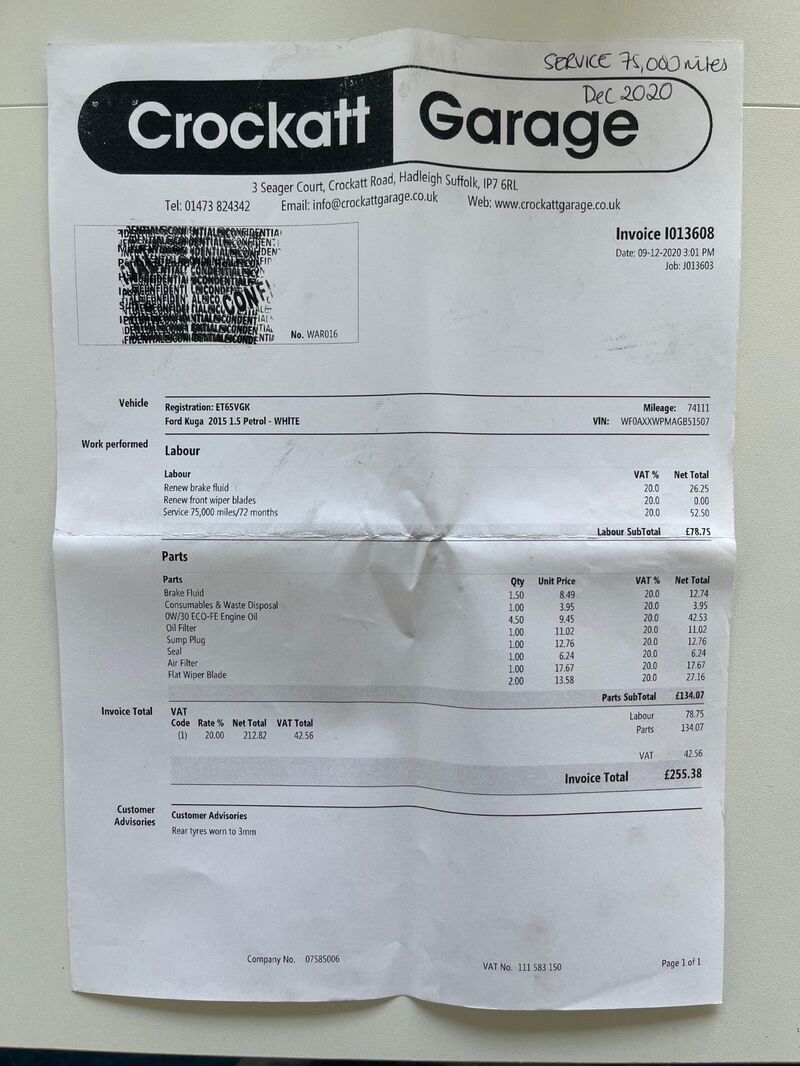 SERVICE 75,000 miles
Dec 2020
Crockatt Garage
3 Seager Court, Crockatt Road, Hadleigh Suffolk, IP7 6RL
Tel: 01473 824342 Email: info@crockattgarage.co.uk Web: www.crockattgarage.co.uk
Invoice I013608
Date: 09-12-2020 3:01 PM
Job: J013603
CONF
No. WAR016
Vehicle Registration: ET65VGK Mileage: 74111
Ford Kuga 2015 1.5 Petrol - WHITE VIN: WF0AXXWPMAGB51507
Work performed Labour
Labour VAT % Net Total
Renew brake fluid 20.0 26.25
Renew front wiper blades 20.0 0.00
Service 75,000 miles/72 months 20.0 52.50
Labour SubTotal £78.75
Parts
Parts Qty Unit Price VAT % Net Total
Brake Fluid 1.50 8.49 20.0 12.74
Consumables & Waste Disposal 1.00 3.95 20.0 3.95
0W/30 ECO-FE Engine Oil 4.50 9.45 20.0 42.53
Oil Filter 1.00 11.02 20.0 11.02
Sump Plug 1.00 12.76 20.0 12.76
Seal 1.00 6.24 20.0 6.24
Air Filter 1.00 17.67 20.0 17.67
Flat Wiper Blade 2.00 13.58 20.0 27.16
Parts SubTotal £134.07
Invoice Total VAT Labour 78.75
Code Rate % Net Total VAT Total Parts 134.07
(1) 20.00 212.82 42.56
VAT 42.56
Invoice Total £255.38
Customer Advisories Customer Advisories
Rear tyres worn to 3mm
Company No. 07585006 VAT No. 111 583 150 Page 1 of 1